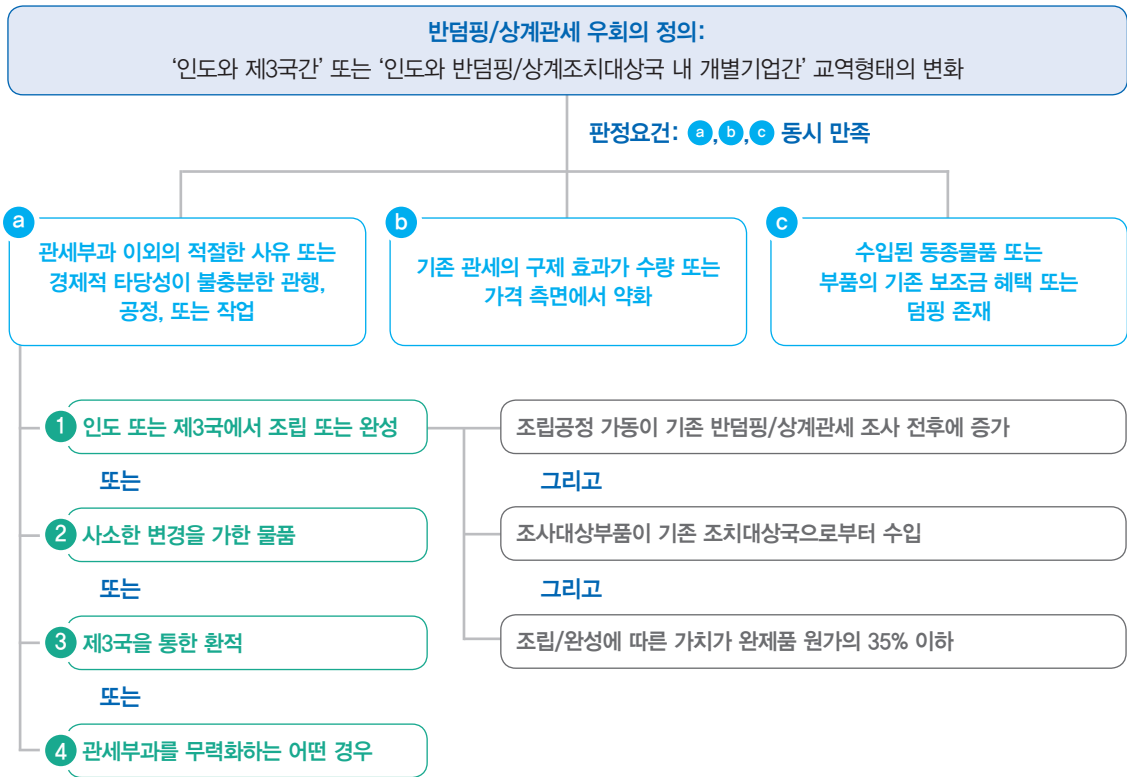 반덤핑/상계관세 우회의 정의:
‘인도와 제3국간’ 또는 ‘인도와 반덤핑/상계조치대상국 내 개별기업간’ 교역형태의 변화
판정요건: a,b,c 동시 만족
a
관세부과 이외의 적절한 사유 또는
경제적 타당성이 불충분한 관행,
공정, 또는 작업
b
기존 관세의 구제 효과가 수량 또는
가격 측면에서 약화
c
수입된 동종물품 또는
부품의 기존 보조금 혜택 또는
덤핑 존재
1 인도 또는 제3국에서 조립 또는 완성
또는
2 사소한 변경을 가한 물품
또는
3 제3국을 통한 환적
또는
4 관세부과를 무력화하는 어떤 경우
조립공정 가동이 기존 반덤핑/상계관세 조사 전후에 증가
그리고
조사대상부품이 기존 조치대상국으로부터 수입
그리고
조립/완성에 따른 가치가 완제품 원가의 35% 이하